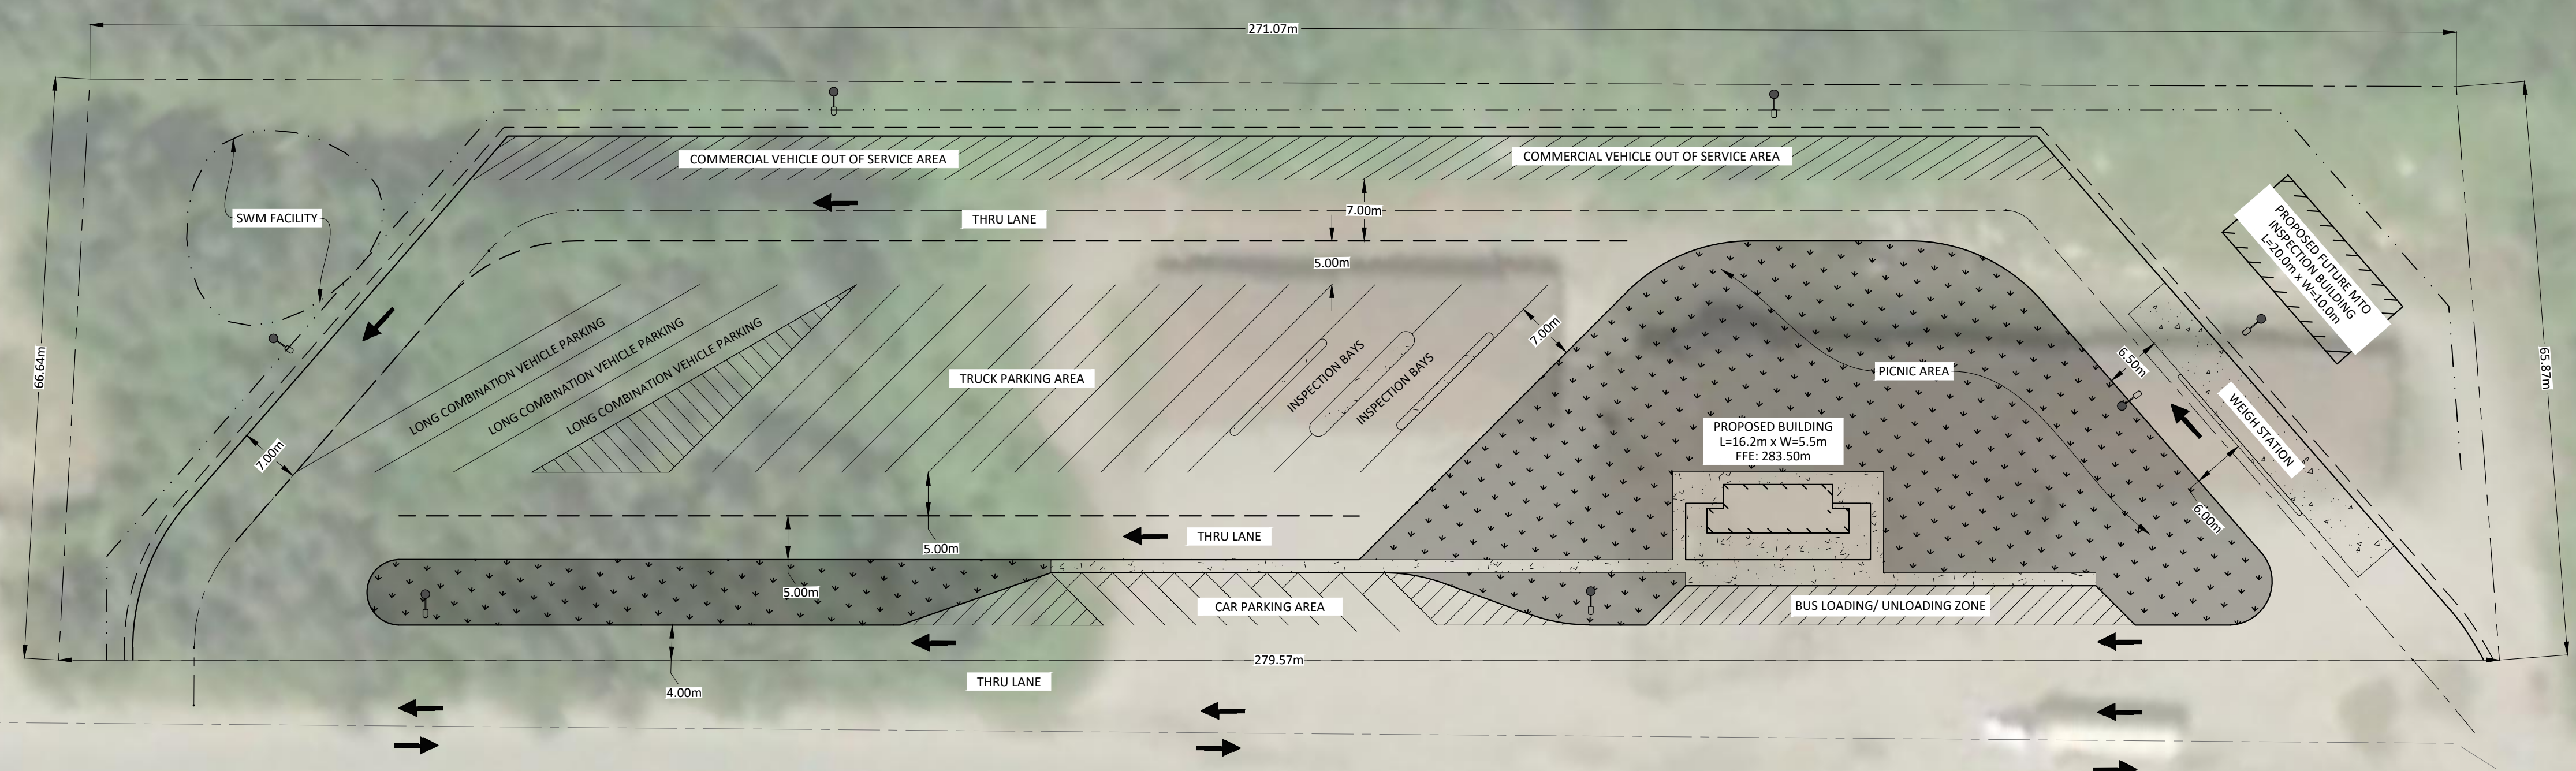 271.07m
COMMERCIAL VEHICLE OUT OF SERVICE AREA
COMMERCIAL VEHICLE OUT OF SERVICE AREA
SWM FACILITY
THRU LANE
7.00m
5.00m
PROPOSED FUTURE MTO
INSPECTION BUILDING
L=20.0m x W=10.0m
66.64m
65.87m
LONG COMBINATION VEHICLE PARKING
LONG COMBINATION VEHICLE PARKING
LONG COMBINATION VEHICLE PARKING
TRUCK PARKING AREA
INSPECTION BAYS
INSPECTION BAYS
7.00m
PICNIC AREA
6.50m
WEIGH STATION
PROPOSED BUILDING
L=16.2m x W=5.5m
FFE: 283.50m
7.00m
6.00m
THRU LANE
5.00m
5.00m
CAR PARKING AREA
BUS LOADING/ UNLOADING ZONE
279.57m
THRU LANE
4.00m